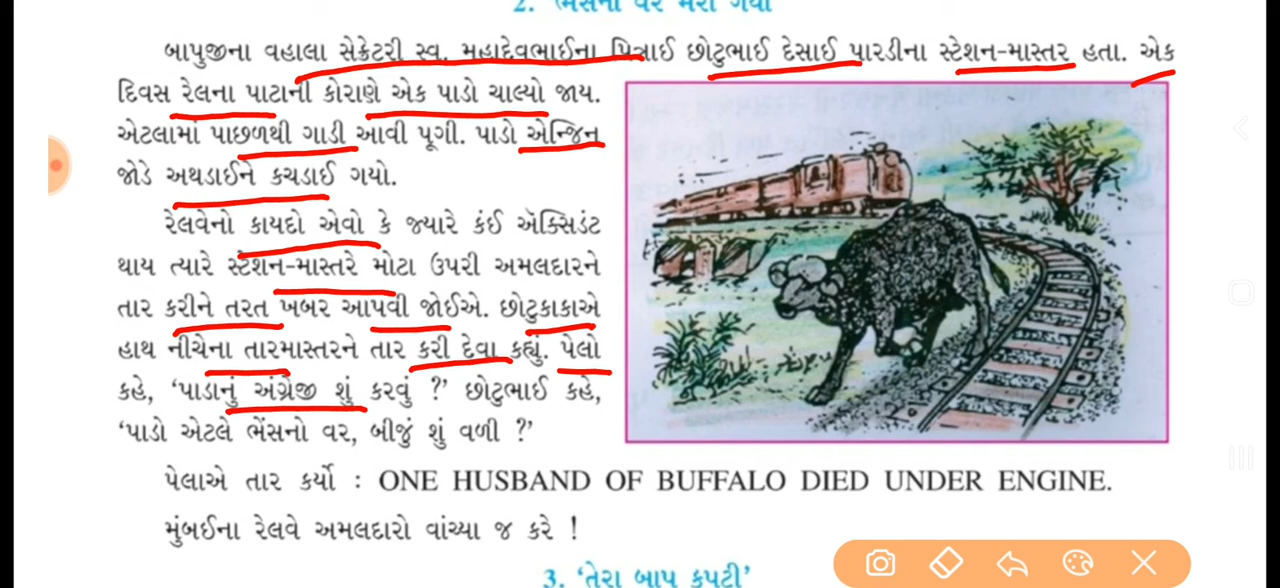 2. 'ભેંસનો વર મરી ગયો'
બાપુજીના વહાલા સેક્રેટરી સ્વ. મહાદેવભાઈના પિત્રાઈ છોટુભાઈ દેસાઈ પારડીના સ્ટેશન-માસ્તર હતા. એક
દિવસ રેલના પાટાની કોરાણે એક પાડો ચાલ્યો જાય.
એટલામાં પાછળથી ગાડી આવી પૂગી. પાડો એન્જિન
જોડે અથડાઈને કચડાઈ ગયો.
રેલવેનો કાયદો એવો કે જ્યારે કંઈ ઍક્સિડંટ
થાય ત્યારે સ્ટેશન-માસ્તરે મોટા ઉપરી અમલદારને
તાર કરીને તરત ખબર આપવી જોઈએ. છોટુકાકાએ
હાથ નીચેના તારમાસ્તરને તાર કરી દેવા કહ્યું. પેલો
કહે, 'પાડાનું અંગ્રેજી શું કરવું ?' છોટુભાઈ કહે,
'પાડો એટલે ભેંસનો વર, બીજું શું વળી ?'
પેલાએ તાર કર્યો : ONE HUSBAND OF BUFFALO DIED UNDER ENGINE.
મુંબઈના રેલવે અમલદારો વાંચ્યા જ કરે !
3. 'તેરા બાપ કપટી'